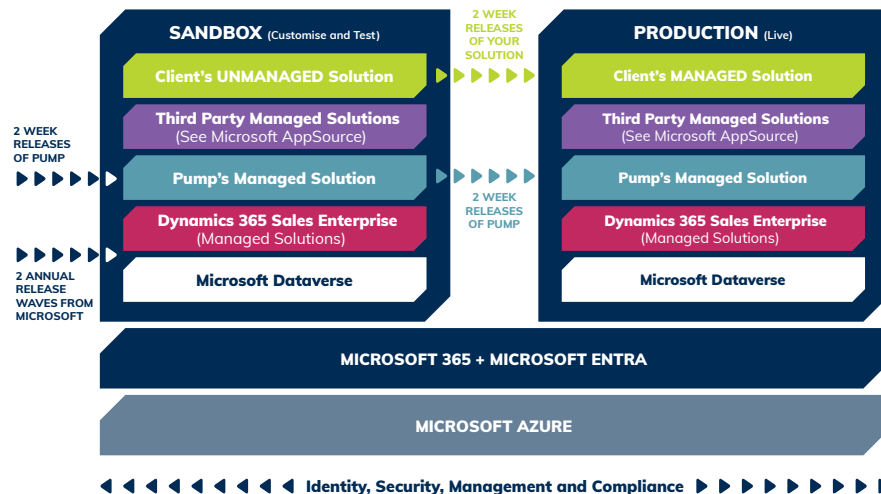 SANDBOX (Customise and Test)
Client's UNMANAGED Solution
Third Party Managed Solutions
(See Microsoft AppSource)
Pump's Managed Solution
Dynamics 365 Sales Enterprise
(Managed Solutions)
Microsoft Dataverse
2 WEEK
RELEASES
OF PUMP
2 ANNUAL
RELEASE
WAVES FROM
MICROSOFT
2 WEEK
RELEASES
OF YOUR
SOLUTION
2 WEEK
RELEASES
OF PUMP
PRODUCTION (Live)
Client's MANAGED Solution
Third Party Managed Solutions
(See Microsoft AppSource)
Pump's Managed Solution
Dynamics 365 Sales Enterprise
(Managed Solutions)
Microsoft Dataverse
MICROSOFT 365 + MICROSOFT ENTRA
MICROSOFT AZURE
Identity, Security, Management and Compliance